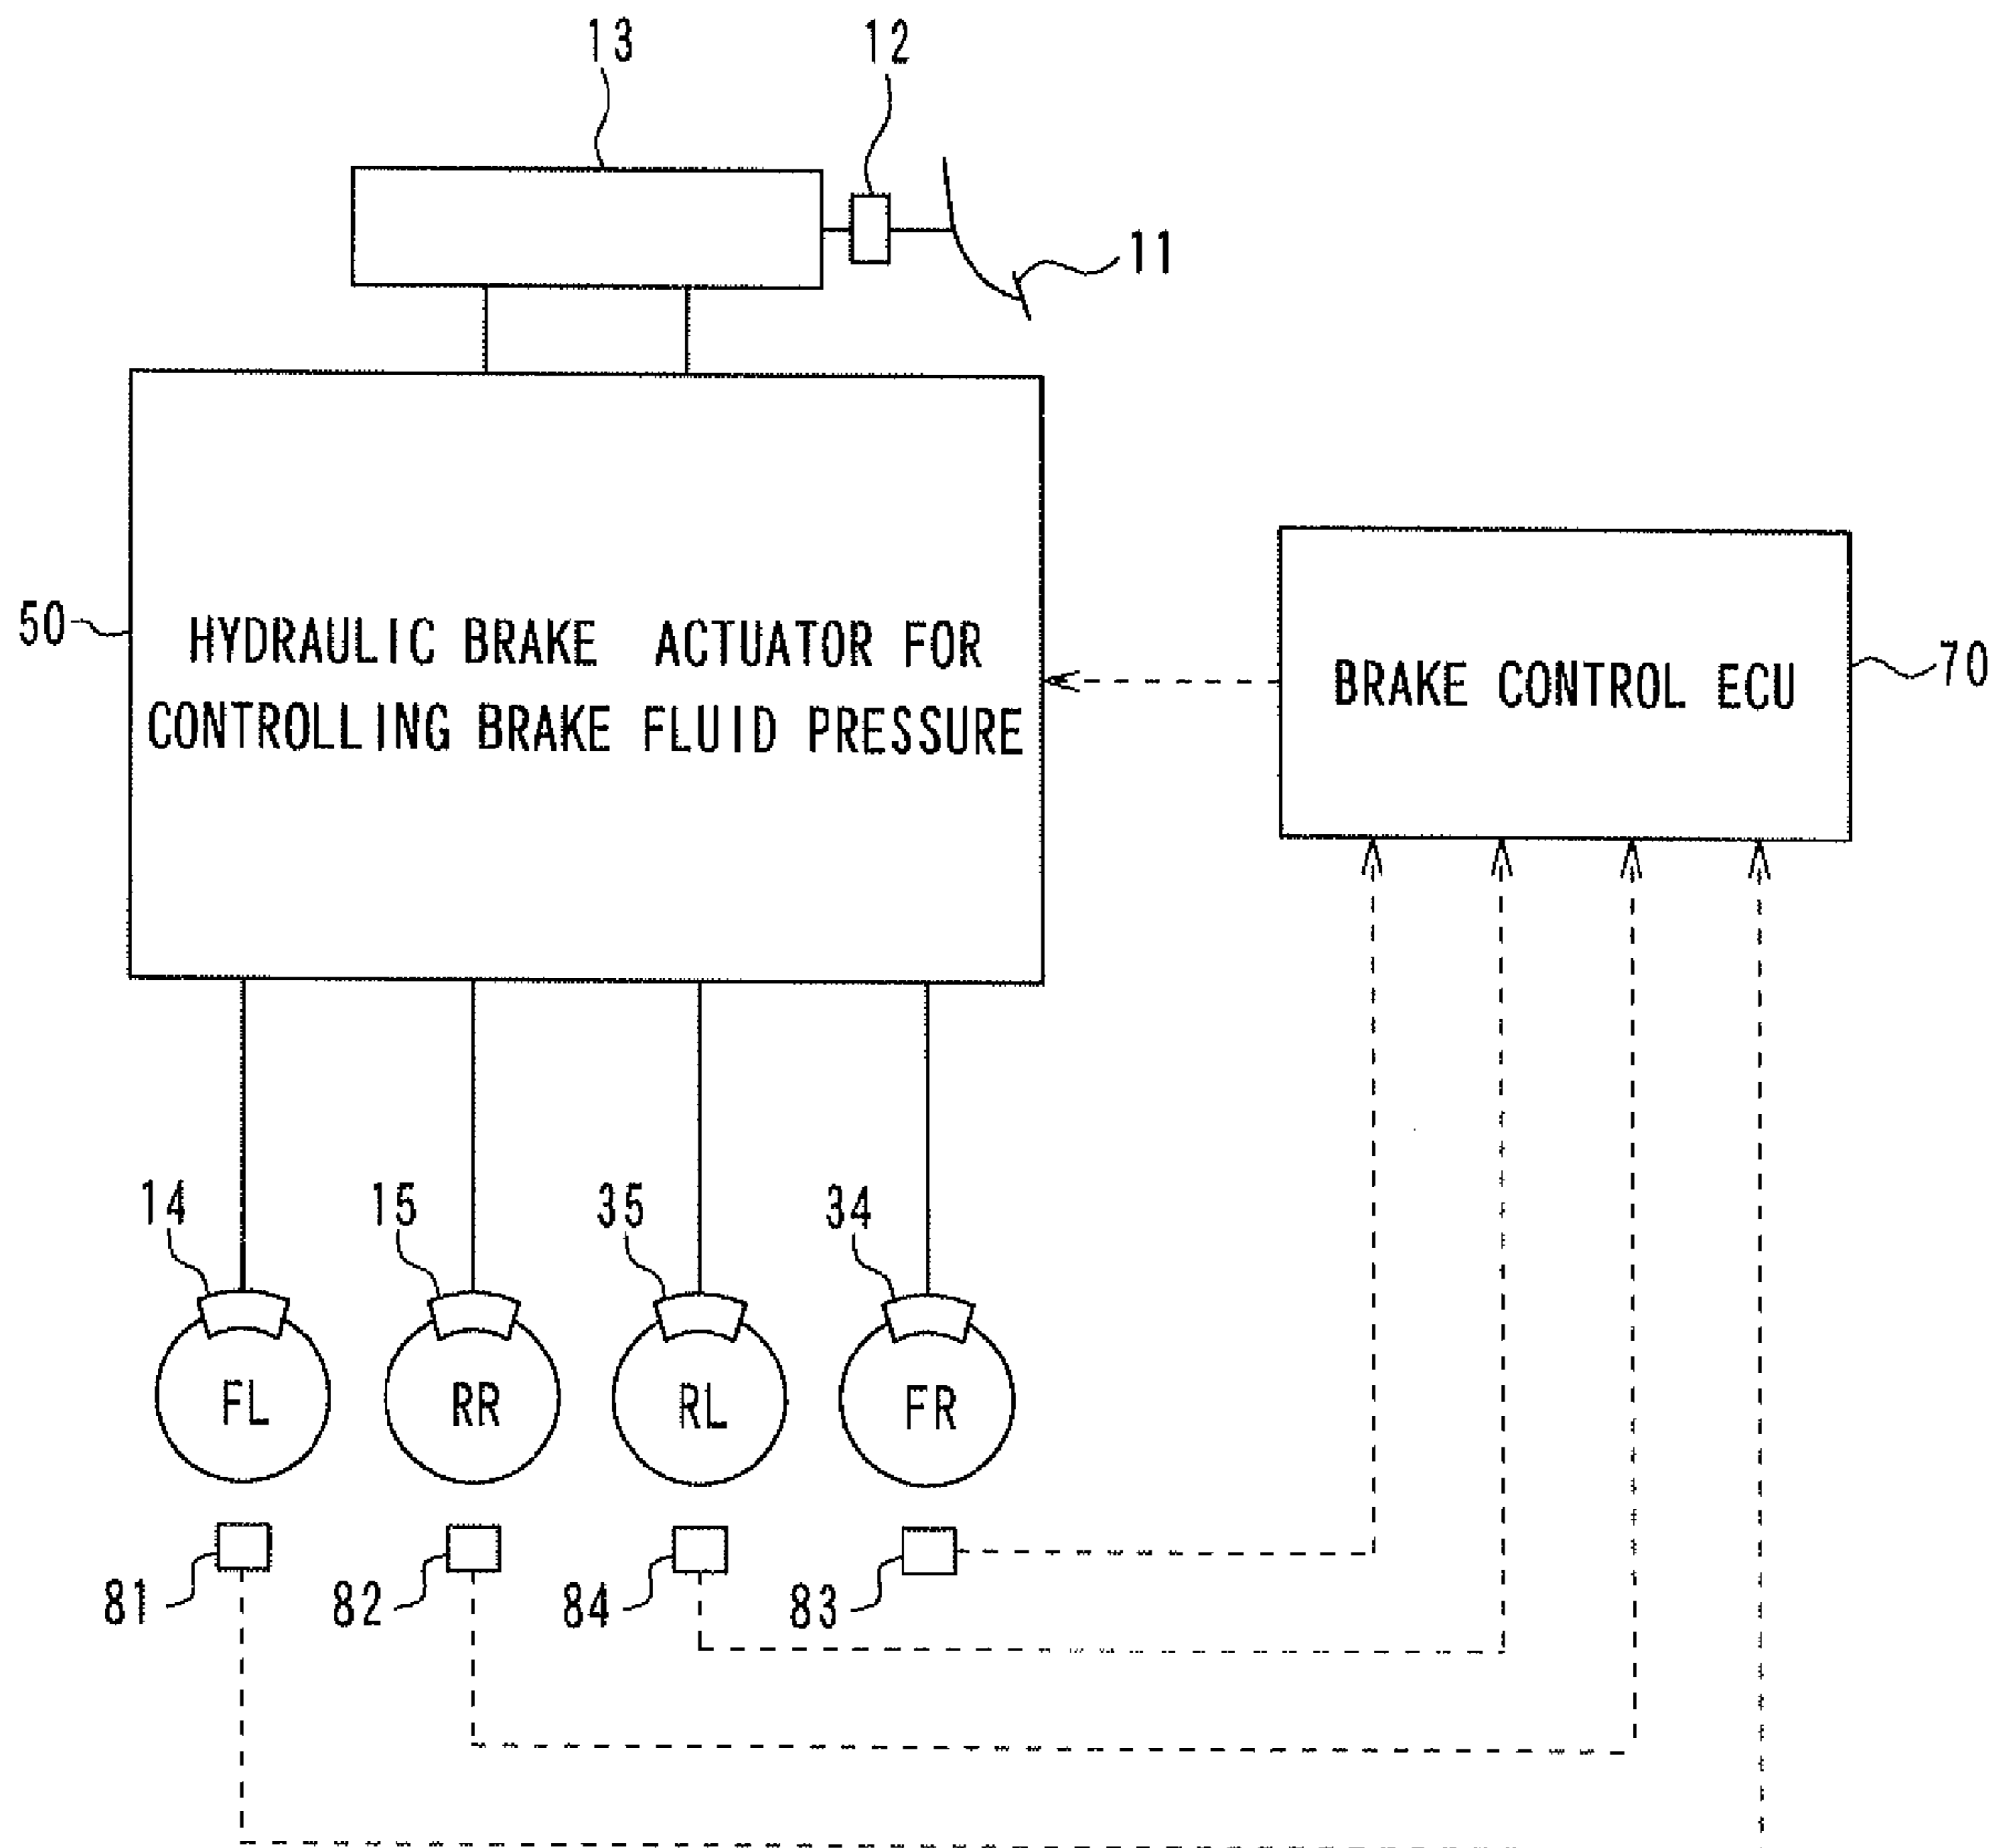 13
12
11
50
HYDRAULIC BRAKE ACTUATOR FOR
CONTROLLING BRAKE FLUID PRESSURE
BRAKE CONTROL ECU
70
14
15
35
34
FL
RR
RL
FR
81
82
84
83